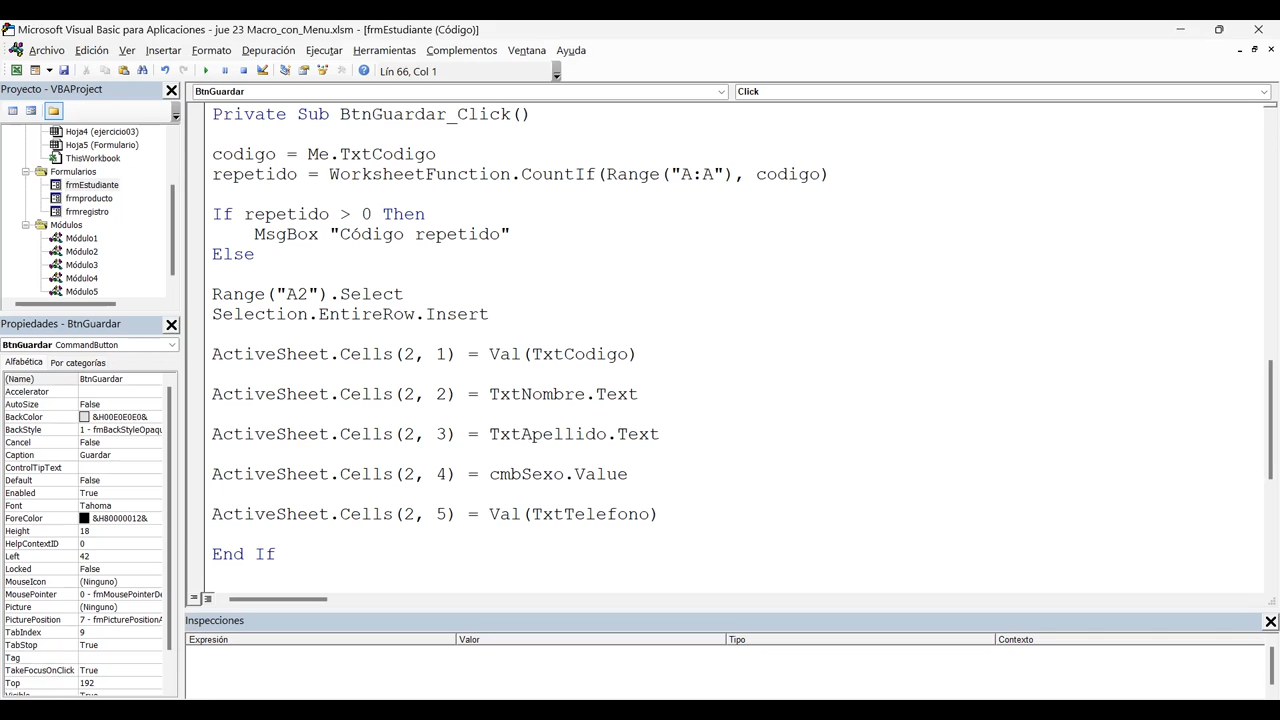 Microsoft Visual Basic para Aplicaciones - jue 23 Macro_con_Menu.xlsm - [frmEstudiante (Código)]
Archivo Edición Ver Insertar Formato Depuración Ejecutar Herramientas Complementos Ventana Ayuda
Lín 66, Col 1
Proyecto - VBAProject
Hoja4 (ejercicio03)
Hoja5 (Formulario)
ThisWorkbook
Formularios
frmEstudiante
frmproducto
frmregistro
Módulos
Módulo1
Módulo2
Módulo3
Módulo4
Módulo5
Propiedades - BtnGuardar
BtnGuardar CommandButton
Alfabética Por categorías
(Name) BtnGuardar
Accelerator
AutoSize False
BackColor &H00E0E0E0&
BackStyle 1 - fmBackStyleOpaqu
Cancel False
Caption Guardar
ControlTipText
Default False
Enabled True
Font Tahoma
ForeColor &H80000012&
Height 18
HelpContextID 0
Left 42
Locked False
MouseIcon (Ninguno)
MousePointer 0 - fmMousePointerDe
Picture (Ninguno)
PicturePosition 7 - fmPicturePositionA
TabIndex 9
TabStop True
Tag
TakeFocusOnClick True
Top 192
BtnGuardar Click
Private Sub BtnGuardar_Click()
codigo = Me.TxtCodigo
repetido = WorksheetFunction.CountIf(Range("A:A"), codigo)
If repetido > 0 Then
MsgBox "Código repetido"
Else
Range("A2").Select
Selection.EntireRow.Insert
ActiveSheet.Cells(2, 1) = Val(TxtCodigo)
ActiveSheet.Cells(2, 2) = TxtNombre.Text
ActiveSheet.Cells(2, 3) = TxtApellido.Text
ActiveSheet.Cells(2, 4) = cmbSexo.Value
ActiveSheet.Cells(2, 5) = Val(TxtTelefono)
End If
Inspecciones
Expresión Valor Tipo Contexto